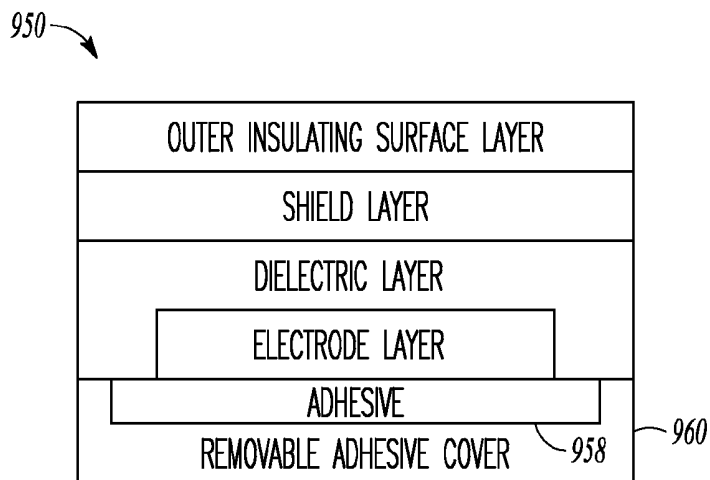 950
OUTER INSULATING SURFACE LAYER
SHIELD LAYER
DIELECTRIC LAYER
ELECTRODE LAYER
ADHESIVE
960
958
REMOVABLE ADHESIVE COVER